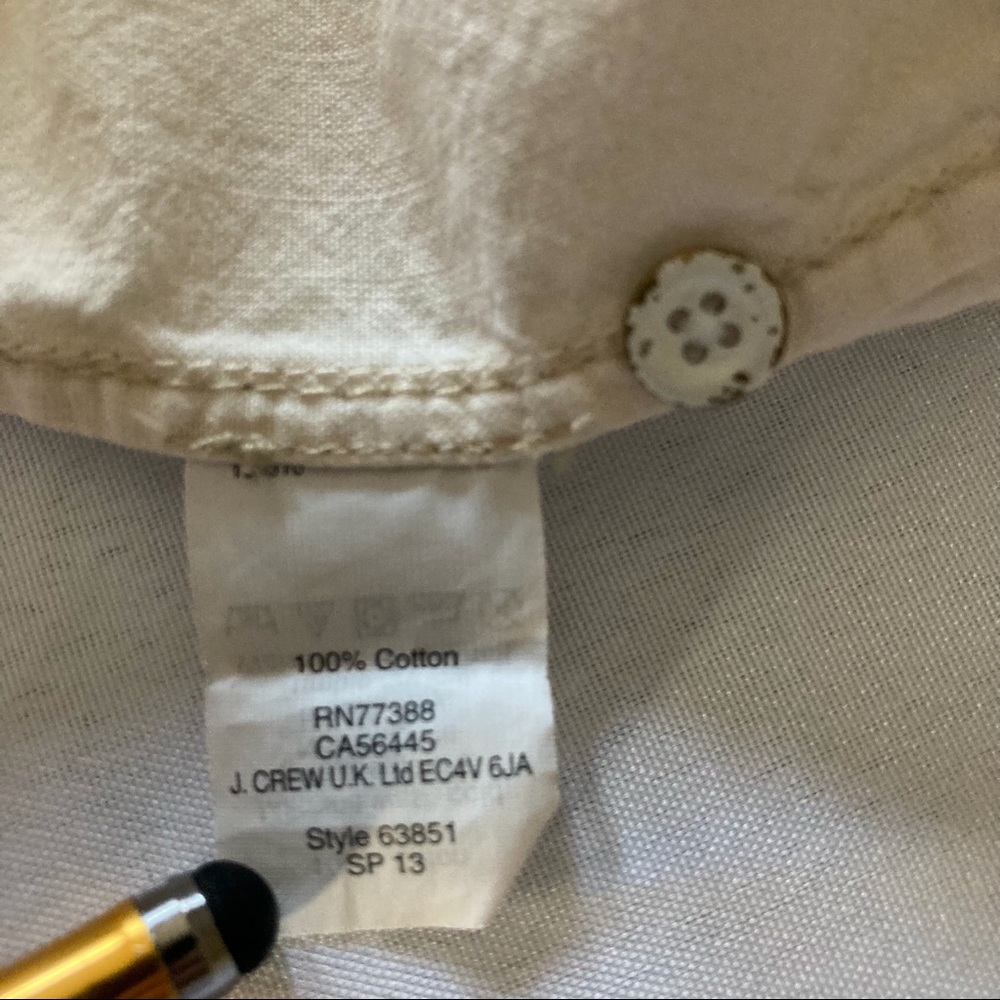 100% Cotton
RN77388
CA56445
J. CREW U.K. Ltd EC4V 6JA
Style 63851
SP 13